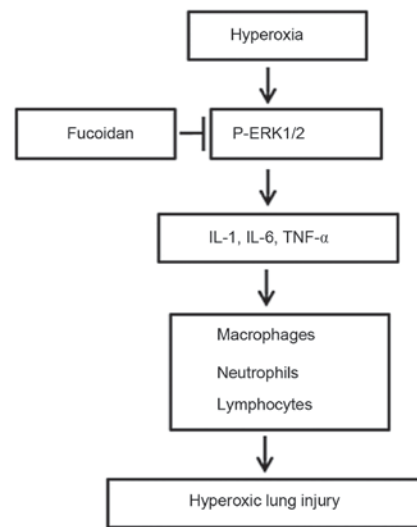 Hyperoxia
Fucoidan
P-ERK1/2
IL-1, IL-6, TNF-α
Macrophages
Neutrophils
Lymphocytes
Hyperoxic lung injury